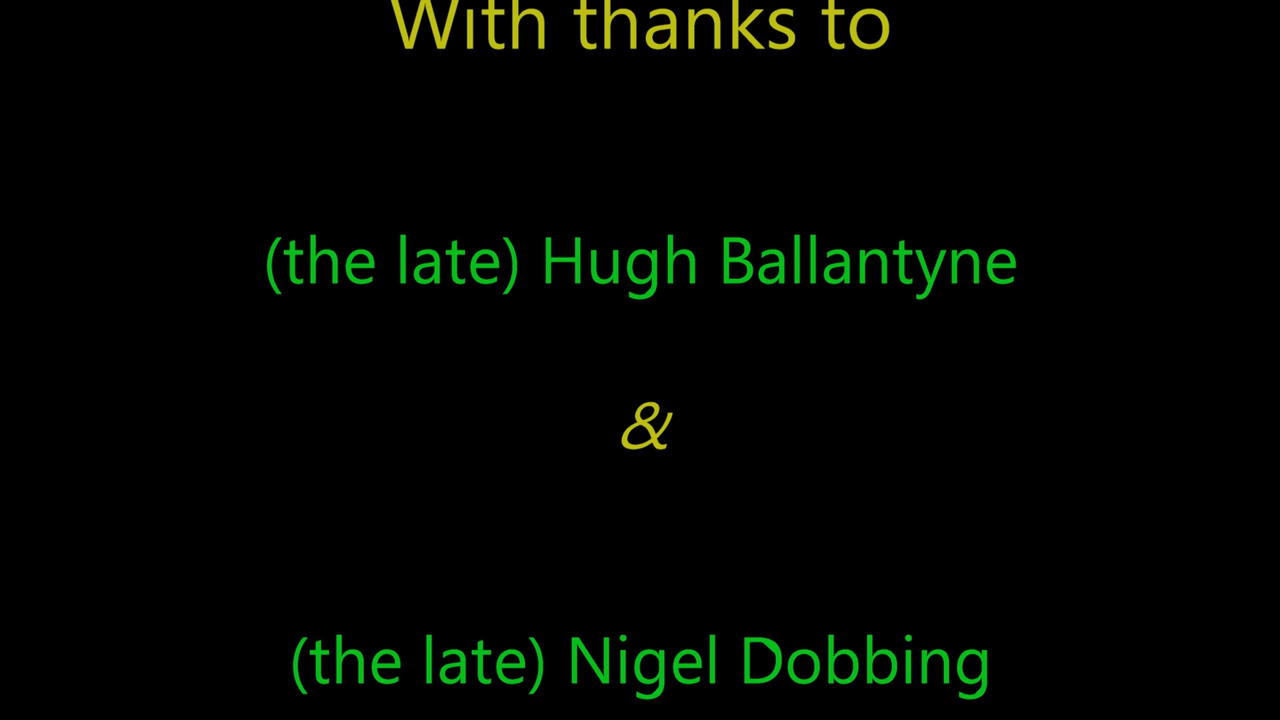 With thanks to
(the late) Hugh Ballantyne
&
(the late) Nigel Dobbing